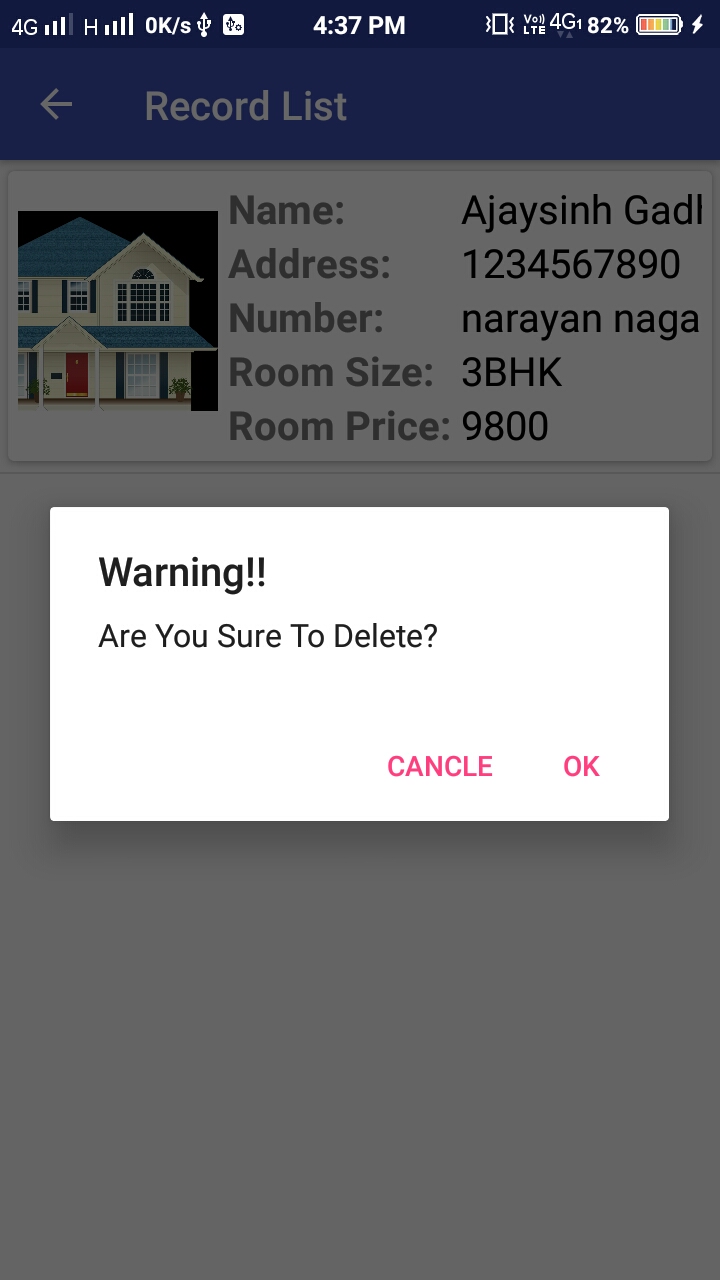 4G H 0K/s 4:37 PM Vo)) LTE 4G1 82%
Record List
Name: Ajaysinh Gadh
Address: 1234567890
Number: narayan naga
Room Size: 3BHK
Room Price: 9800
Warning!!
Are You Sure To Delete?
CANCLE OK